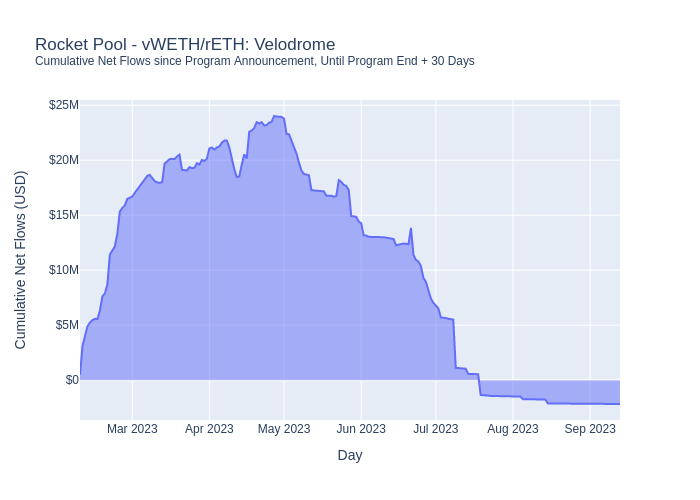 Rocket Pool - vWETH/rETH: Velodrome
Cumulative Net Flows since Program Announcement, Until Program End + 30 Days
Cumulative Net Flows (USD)
$25M
$20M
$15M
$10M
$5M
$0
Mar 2023 Apr 2023 May 2023 Jun 2023 Jul 2023 Aug 2023 Sep 2023
Day